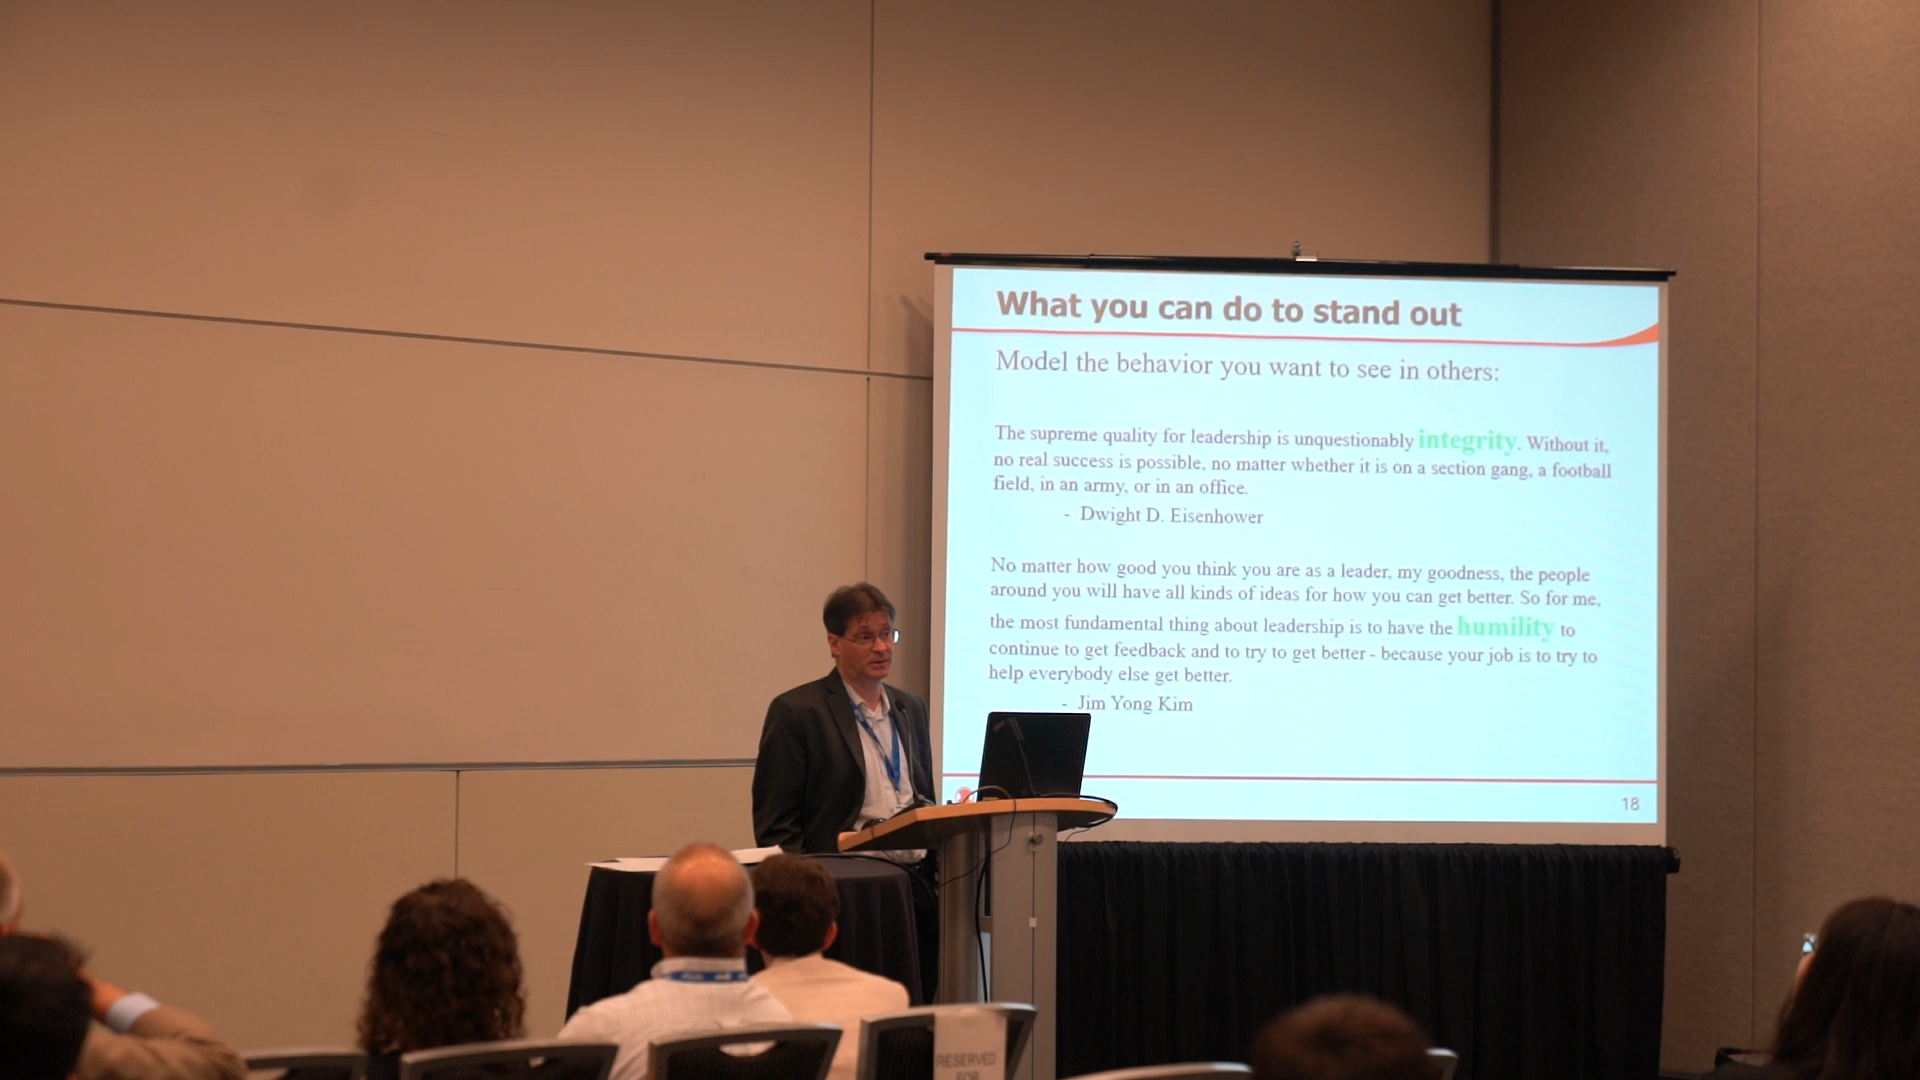 What you can do to stand out
Model the behavior you want to see in others:
The supreme quality for leadership is unquestionably integrity. Without it,
no real success is possible, no matter whether it is on a section gang, a football
field, in an army, or in an office.
- Dwight D. Eisenhower
No matter how good you think you are as a leader, my goodness, the people
around you will have all kinds of ideas for how you can get better. So for me,
the most fundamental thing about leadership is to have the humility to
continue to get feedback and to try to get better - because your job is to try to
help everybody else get better.
- Jim Yong Kim
18
RESERVED
FOR